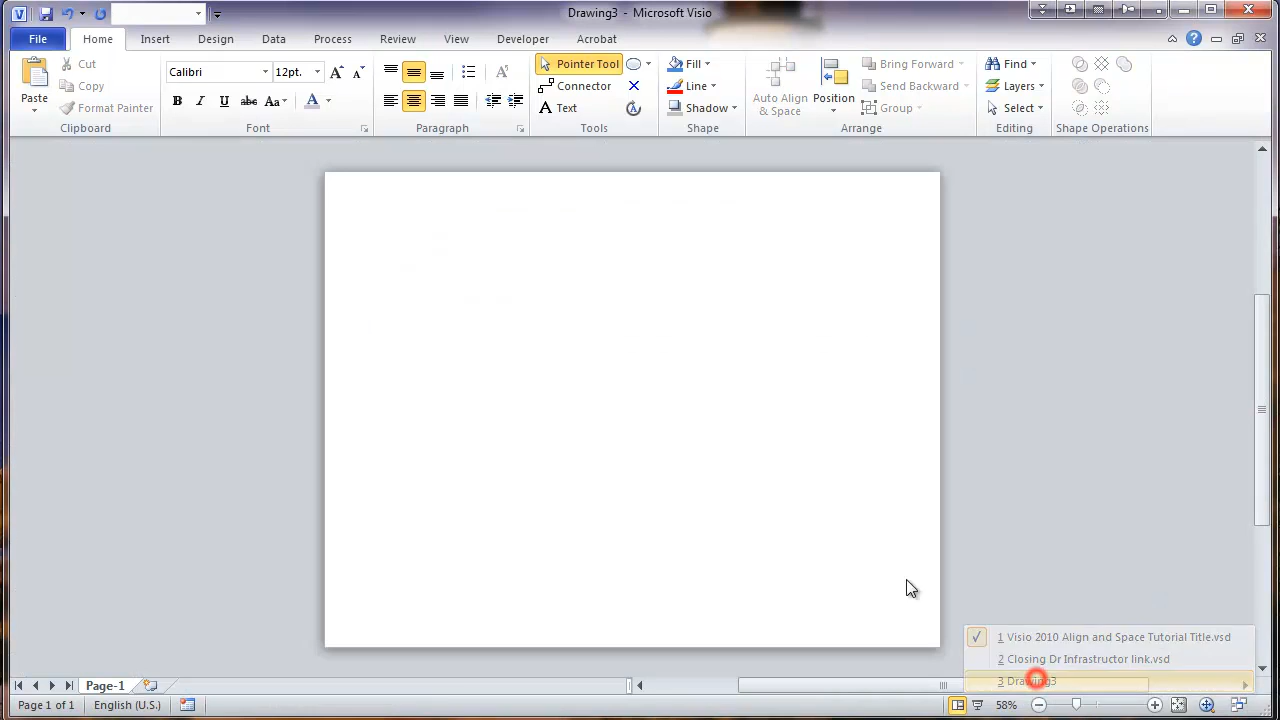 Drawing3 - Microsoft Visio
File Home Insert Design Data Process Review View Developer Acrobat
Paste
Cut
Copy
Format Painter
Clipboard
Calibri 12pt.
B I U abc Aa A
Font
Paragraph
Pointer Tool
Connector
A Text
Tools
Fill
Line
Shadow
Shape
Auto Align & Space
Position
Bring Forward
Send Backward
Group
Arrange
Find
Layers
Select
Editing
Shape Operations
1 Visio 2010 Align and Space Tutorial Title.vsd
2 Closing Dr Infrastructor link.vsd
3 Drawing3
Page-1
Page 1 of 1 English (U.S.) 58%